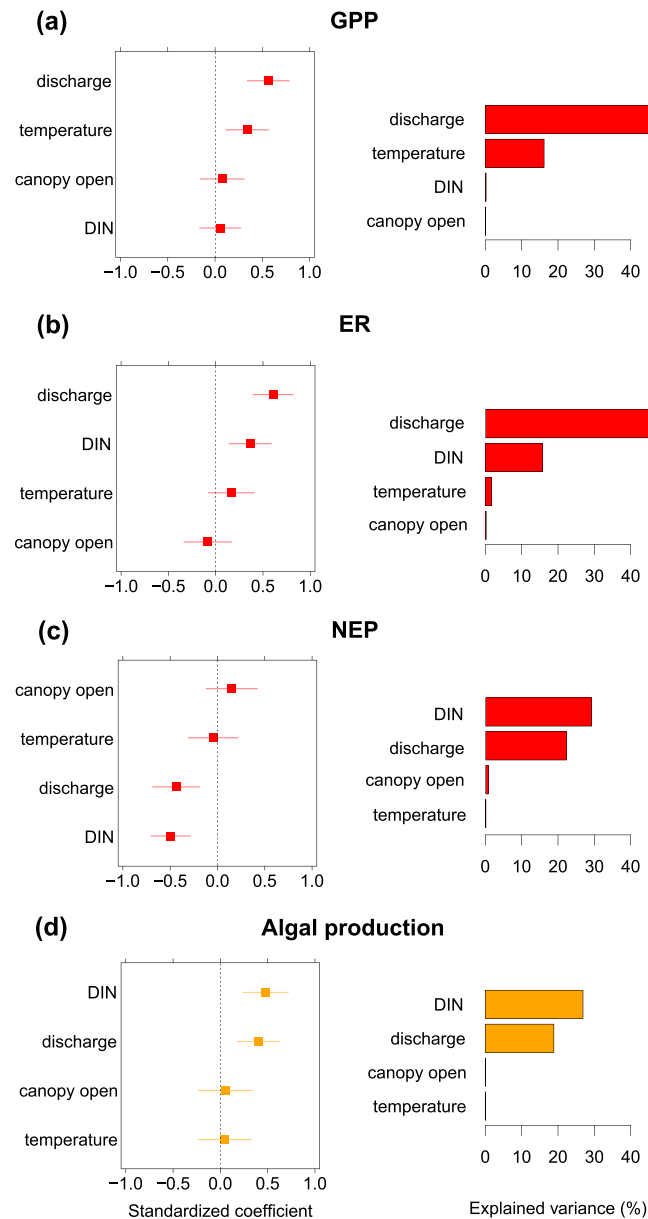 (a) GPP
discharge
temperature
canopy open
DIN
−1.0 −0.5 0.0 0.5 1.0
discharge
temperature
DIN
canopy open
0 10 20 30 40
(b) ER
discharge
DIN
temperature
canopy open
−1.0 −0.5 0.0 0.5 1.0
discharge
DIN
temperature
canopy open
0 10 20 30 40
(c) NEP
canopy open
temperature
discharge
DIN
−1.0 −0.5 0.0 0.5 1.0
DIN
discharge
canopy open
temperature
0 10 20 30 40
(d) Algal production
DIN
discharge
canopy open
temperature
−1.0 −0.5 0.0 0.5 1.0
Standardized coefficient
DIN
discharge
canopy open
temperature
0 10 20 30 40
Explained variance (%)